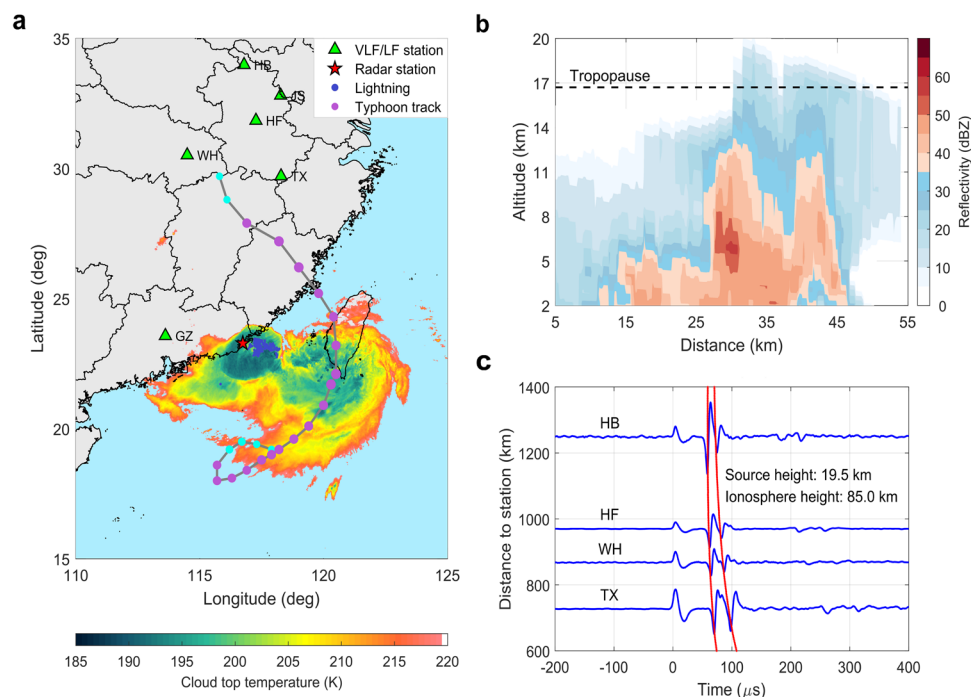 a
35
30
25
20
15
Latitude (deg)
110
115
120
125
Longitude (deg)
VLF/LF station
Radar station
Lightning
Typhoon track
HB
JS
HF
WH
TX
GZ
185 190 195 200 205 210 215 220
Cloud top temperature (K)
b
20
17
14
11
8
5
2
Altitude (km)
Tropopause
5 15 25 35 45 55
Distance (km)
60
50
40
30
20
10
0
Reflectivity (dBZ)
c
1400
1200
1000
800
600
Distance to station (km)
HB
Source height: 19.5 km
Ionosphere height: 85.0 km
HF
WH
TX
-200 -100 0 100 200 300 400
Time (μs)